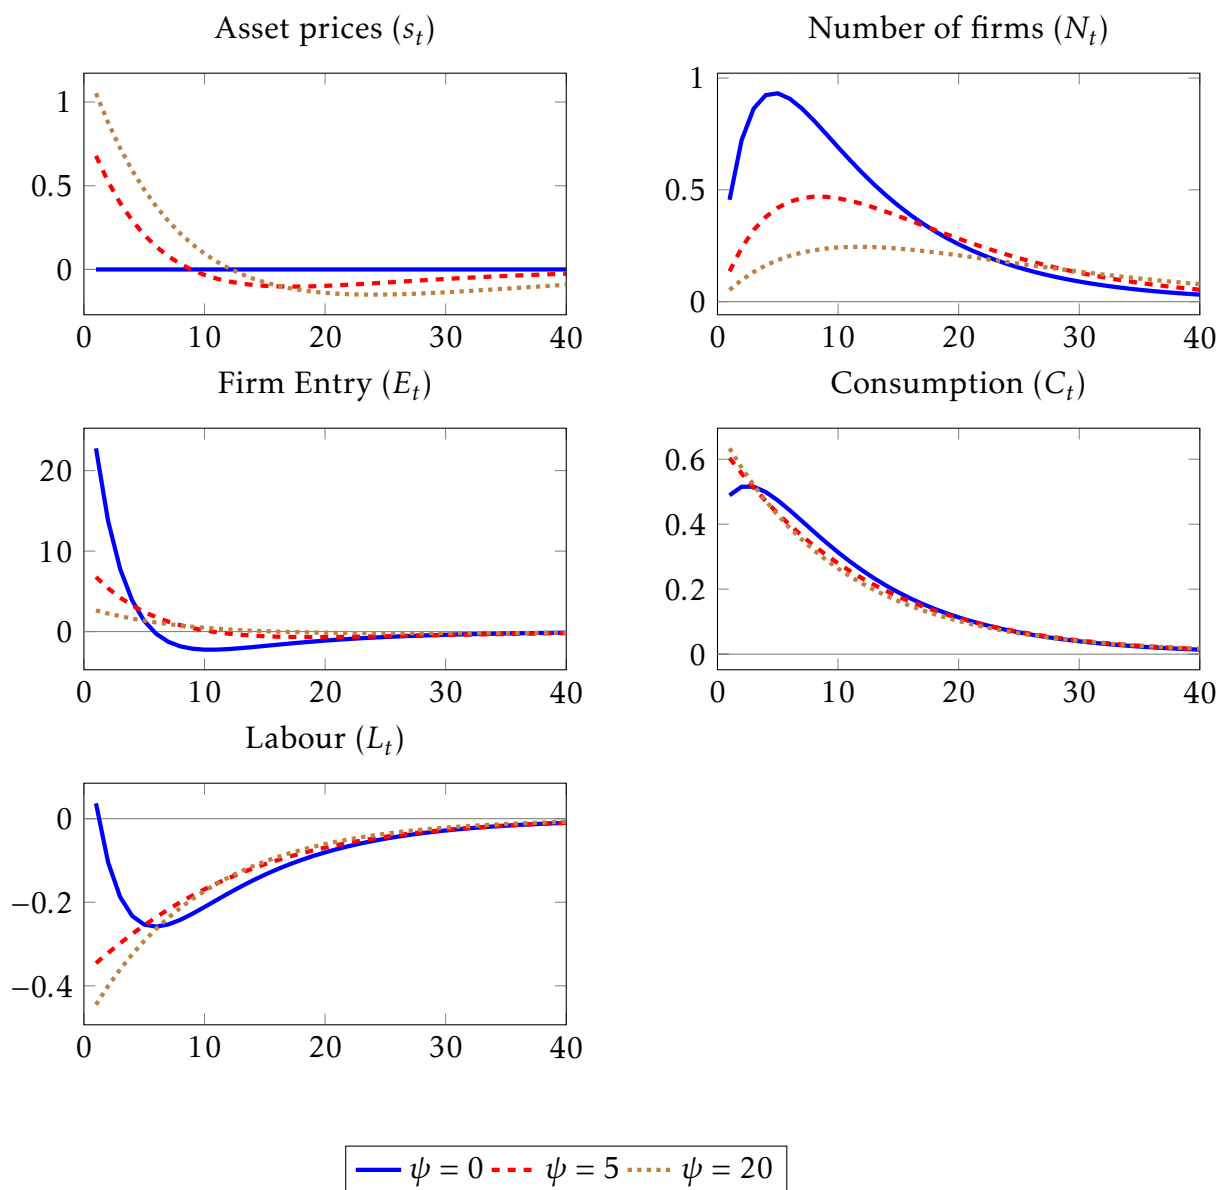 Asset prices (s_t)
1
0.5
0
0 10 20 30 40
Number of firms (N_t)
1
0.5
0
0 10 20 30 40
Firm Entry (E_t)
20
10
0
0 10 20 30 40
Consumption (C_t)
0.6
0.4
0.2
0
0 10 20 30 40
Labour (L_t)
0
−0.2
−0.4
0 10 20 30 40
ψ = 0 ψ = 5 ψ = 20